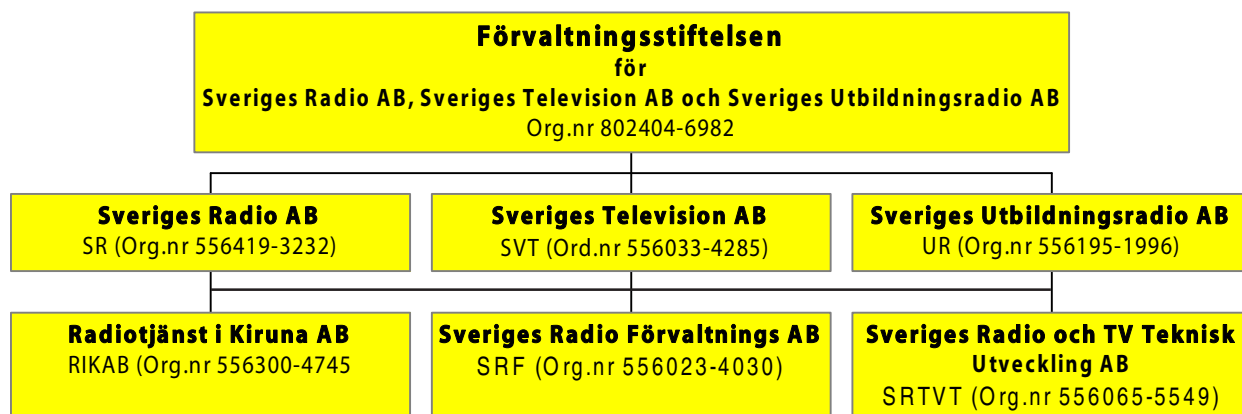 Förvaltningsstiftelsen
för
Sveriges Radio AB, Sveriges Television AB och Sveriges Utbildningsradio AB
Org.nr 802404-6982
Sveriges Radio AB
SR (Org.nr 556419-3232)
Sveriges Television AB
SVT (Ord.nr 556033-4285)
Sveriges Utbildningsradio AB
UR (Org.nr 556195-1996)
Radiotjänst i Kiruna AB
RIKAB (Org.nr 556300-4745
Sveriges Radio Förvaltnings AB
SRF (Org.nr 556023-4030)
Sveriges Radio och TV Teknisk
Utveckling AB
SRTVT (Org.nr 556065-5549)